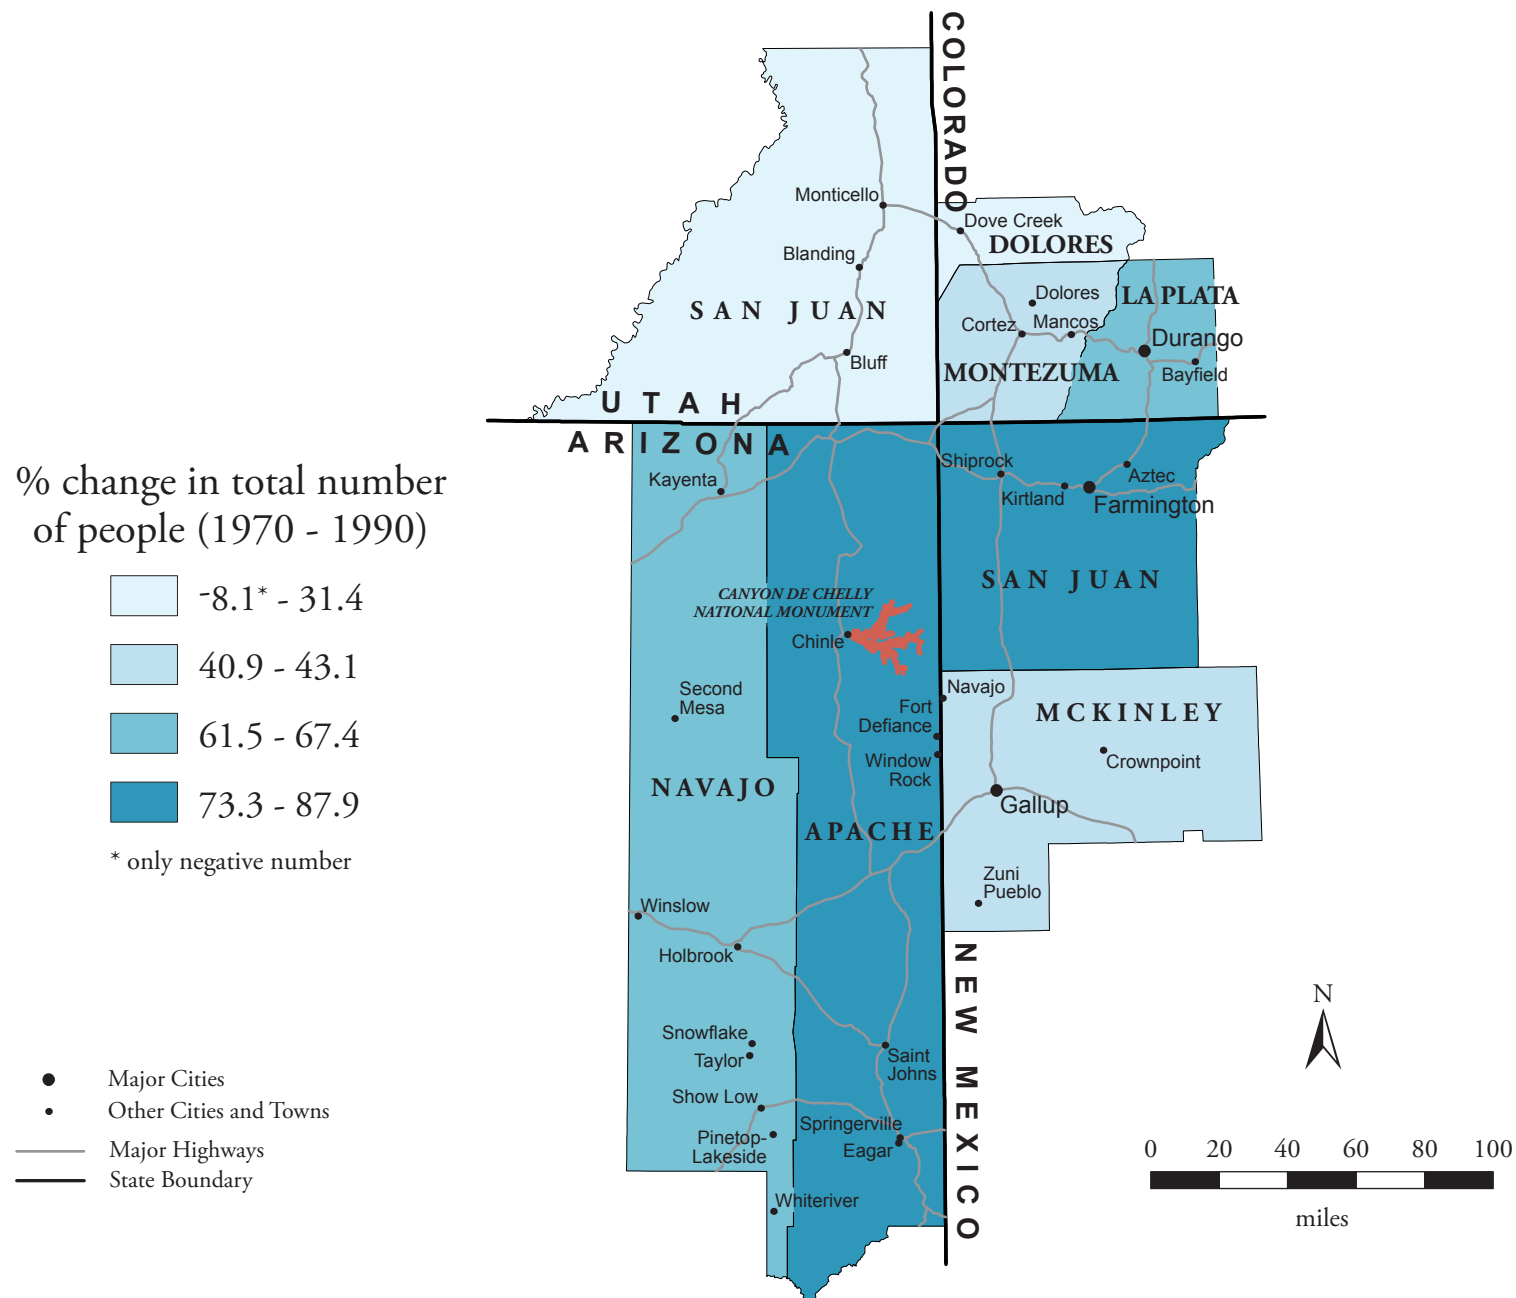 COLORADO
Monticello
Dove Creek
DOLORES
Blanding
SAN JUAN
Dolores
LA PLATA
Cortez
Mancos
Durango
Bluff
MONTEZUMA
Bayfield
UTAH
ARIZONA
Shiprock
Aztec
Kayenta
Kirtland
Farmington
% change in total number
of people (1970 - 1990)
-8.1* - 31.4
40.9 - 43.1
61.5 - 67.4
73.3 - 87.9
* only negative number
SAN JUAN
CANYON DE CHELLY
NATIONAL MONUMENT
Chinle
Second
Mesa
Navajo
Fort
Defiance
MCKINLEY
Window
Rock
Crownpoint
NAVAJO
Gallup
APACHE
Zuni
Pueblo
Winslow
Holbrook
NEW MEXICO
N
Snowflake
Taylor
Saint
Johns
Show Low
Springerville
Eagar
Pinetop-
Lakeside
Whiteriver
Major Cities
Other Cities and Towns
Major Highways
State Boundary
0 20 40 60 80 100
miles